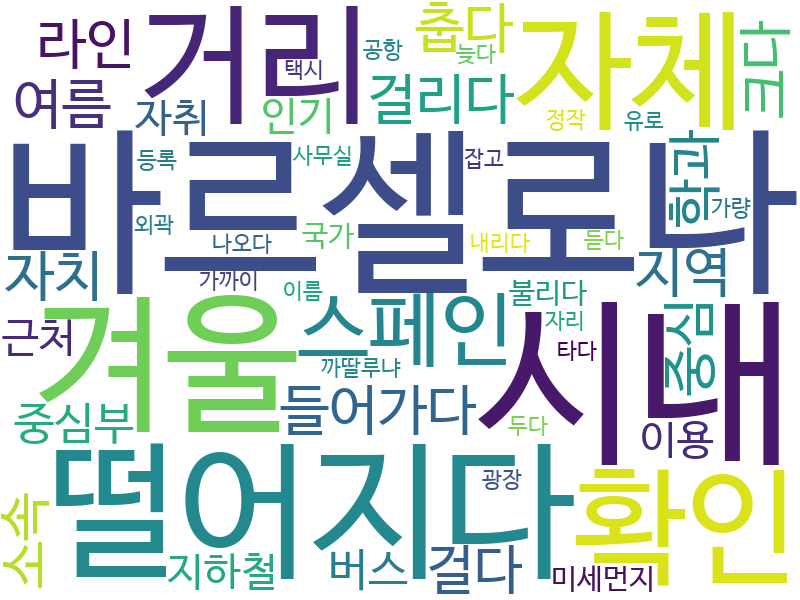 라인
거리
춥다
자체
크다
여름
자취
택시
공항
늦다
인기
걸리다
정작
유로
바르셀로나
등록
사무실
잡고
학과
가량
외곽
나오다
국가
내리다
듣다
자치
가까이
이름
불리다
지역
겨울
스페인
자리
시내
근처
까딸루냐
타다
중심
중심부
들어가다
두다
이용
떨어지다
광장
확인
소속
지하철
버스
걸다
미세먼지